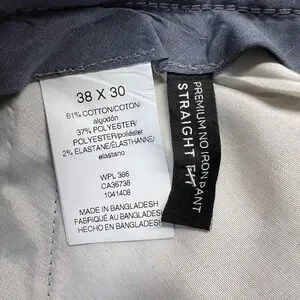 38 X 30
61% COTTON/COTON/
algodón
37% POLYESTER/
POLYESTER/poliéster
2% ELASTANE/ÉLASTHANNE/
elastano
WPL 386
CA36738
1041408
MADE IN BANGLADESH
FABRIQUÉ AU BANGLADESH
HECHO EN BANGLADESH
PREMIUM NO IRON PANT
STRAIGHT FIT